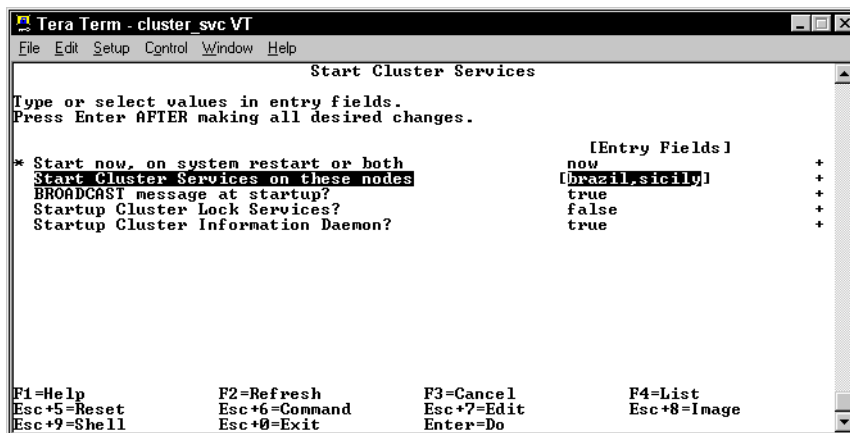 Tera Term - cluster_svc VT
File Edit Setup Control Window Help
Start Cluster Services
Type or select values in entry fields.
Press Enter AFTER making all desired changes.
[Entry Fields]
* Start now, on system restart or both now +
Start Cluster Services on these nodes [brazil,sicily] +
BROADCAST message at startup? true +
Startup Cluster Lock Services? false +
Startup Cluster Information Daemon? true +
F1=Help F2=Refresh F3=Cancel F4=List
Esc+5=Reset Esc+6=Command Esc+7=Edit Esc+8=Image
Esc+9=Shell Esc+0=Exit Enter=Do